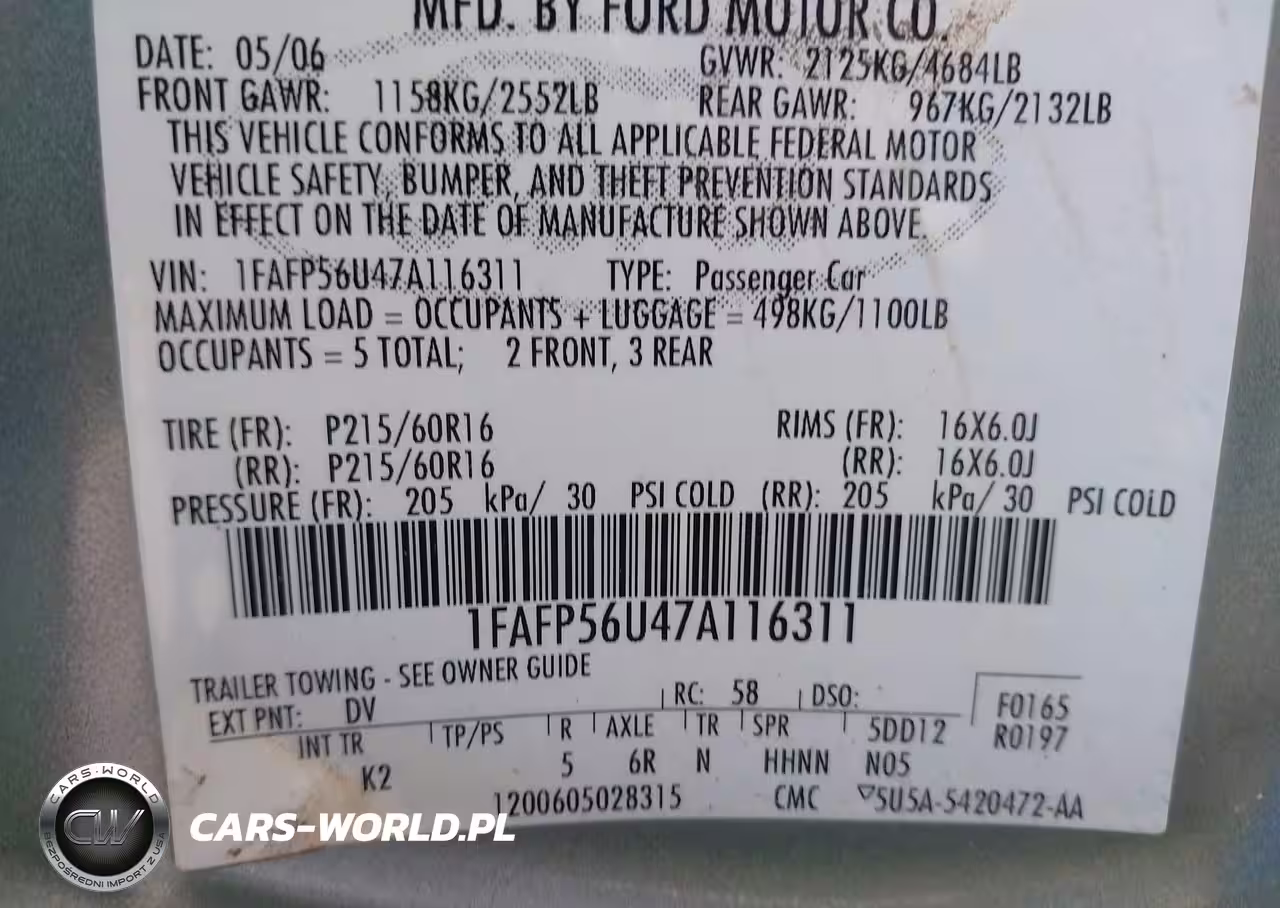 MFD. BY FORD MOTOR CO.
DATE: 05/06 GVWR: 2125KG/4684LB
FRONT GAWR: 1158KG/2552LB REAR GAWR: 967KG/2132LB
THIS VEHICLE CONFORMS TO ALL APPLICABLE FEDERAL MOTOR
VEHICLE SAFETY, BUMPER, AND THEFT PREVENTION STANDARDS
IN EFFECT ON THE DATE OF MANUFACTURE SHOWN ABOVE.
VIN: 1FAFP56U47A116311 TYPE: Passenger Car
MAXIMUM LOAD = OCCUPANTS + LUGGAGE = 498KG/1100LB
OCCUPANTS = 5 TOTAL; 2 FRONT, 3 REAR
TIRE (FR): P215/60R16 RIMS (FR): 16X6.0J
(RR): P215/60R16 (RR): 16X6.0J
PRESSURE (FR): 205 kPa/ 30 PSI COLD (RR): 205 kPa/ 30 PSI COLD
1FAFP56U47A116311
TRAILER TOWING - SEE OWNER GUIDE
EXT PNT: DV RC: 58 DSO: F0165
INT TR TP/PS R AXLE TR SPR 5DD12 R0197
K2 5 6R N HHNN N05
1200605028315 CMC ▽5U5A-5420472-AA
CARS-WORLD
CW
BEZPOŚREDNI IMPORT Z USA
CARS-WORLD.PL